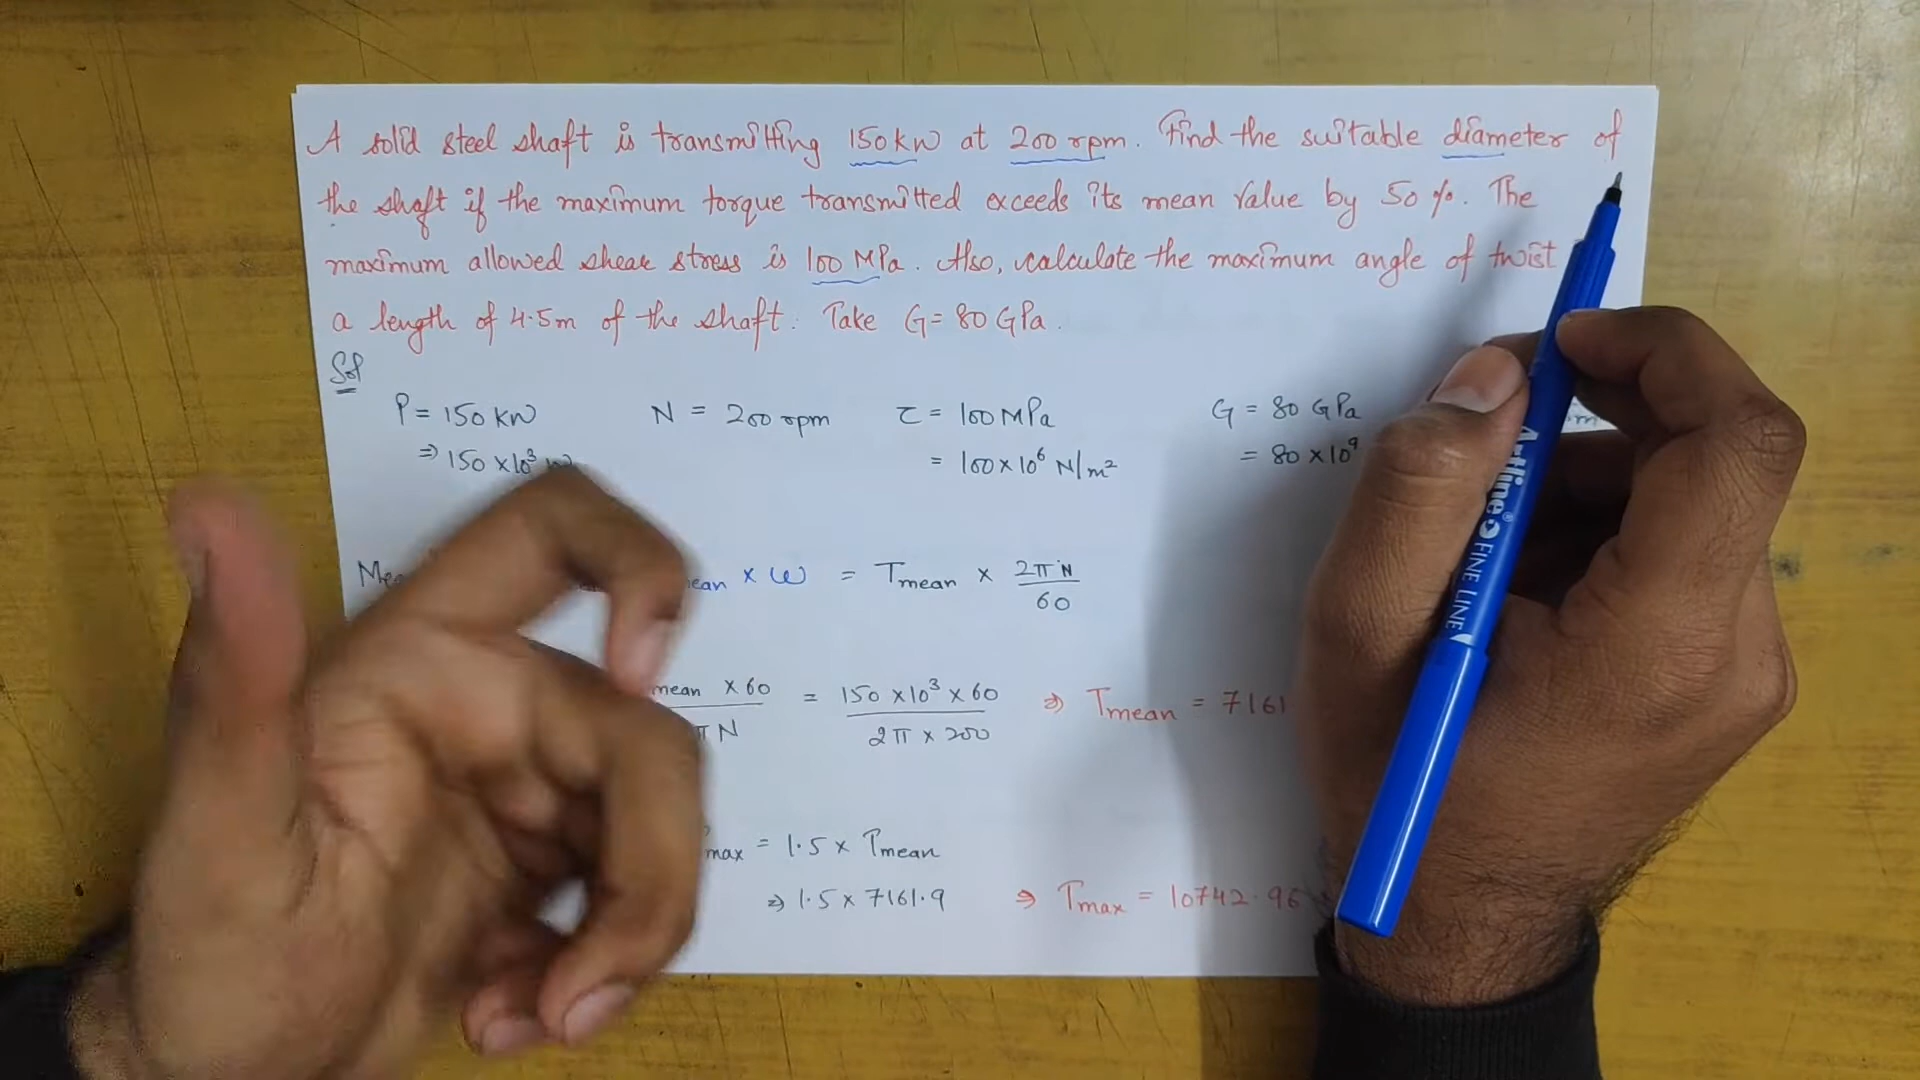 A solid steel shaft is transmitting 150 kW at 200 rpm. Find the suitable diameter of
the shaft if the maximum torque transmitted exceeds its mean value by 50 %. The
maximum allowed shear stress is 100 MPa. Also, calculate the maximum angle of twist
a length of 4.5m of the shaft. Take G = 80 GPa.
Sol
P = 150 kW N = 200 rpm τ = 100 MPa G = 80 GPa
⇒ 150 × 10³ W = 100 × 10⁶ N/m² = 80 × 10⁹
× ω = Tmean × 2πN / 60
mean × 60 / πN = 150 × 10³ × 60 / 2π × 200 ⇒ Tmean = 7161
max = 1.5 × Tmean
⇒ 1.5 × 7161.9 ⇒ Tmax = 10742.96
Artline FINE LINE